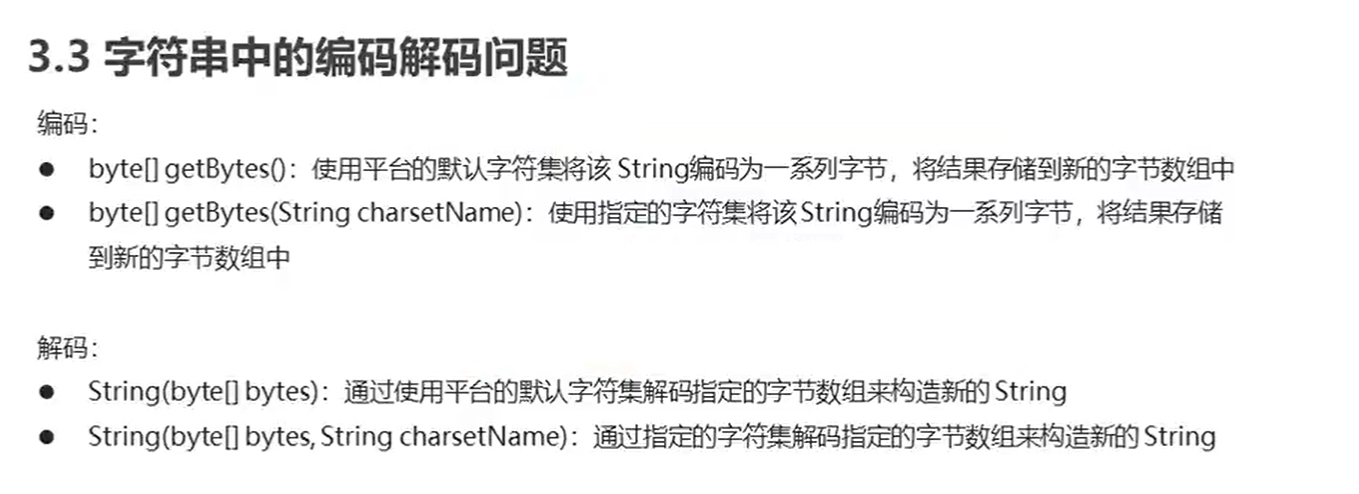 3.3 字符串中的编码解码问题
编码：
● byte[] getBytes()：使用平台的默认字符集将该 String编码为一系列字节，将结果存储到新的字节数组中
● byte[] getBytes(String charsetName)：使用指定的字符集将该String编码为一系列字节，将结果存储
到新的字节数组中
解码：
● String(byte[] bytes)：通过使用平台的默认字符集解码指定的字节数组来构造新的 String
● String(byte[] bytes, String charsetName)：通过指定的字符集解码指定的字节数组来构造新的 String